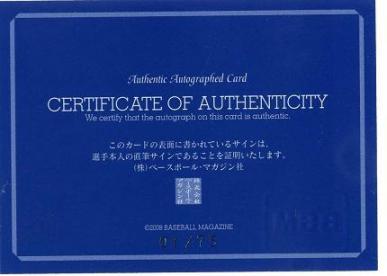 Authentic Autographed Card
CERTIFICATE OF AUTHENTICITY
We certify that the autograph on this card is authentic.
このカードの表面に書かれているサインは、
選手本人の直筆サインであることを証明いたします。
(株)ベースボール・マガジン社
©2008 BASEBALL MAGAZINE
01/75